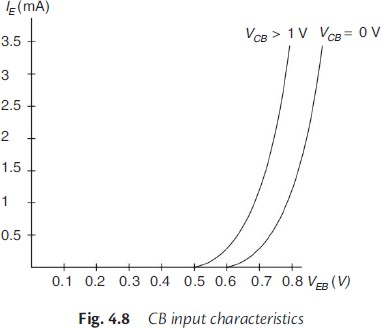 I_E (mA)
V_CB > 1 V V_CB = 0 V
3.5
3
2.5
2
1.5
1
0.5
0.1 0.2 0.3 0.4 0.5 0.6 0.7 0.8 V_EB (V)
Fig. 4.8 CB input characteristics